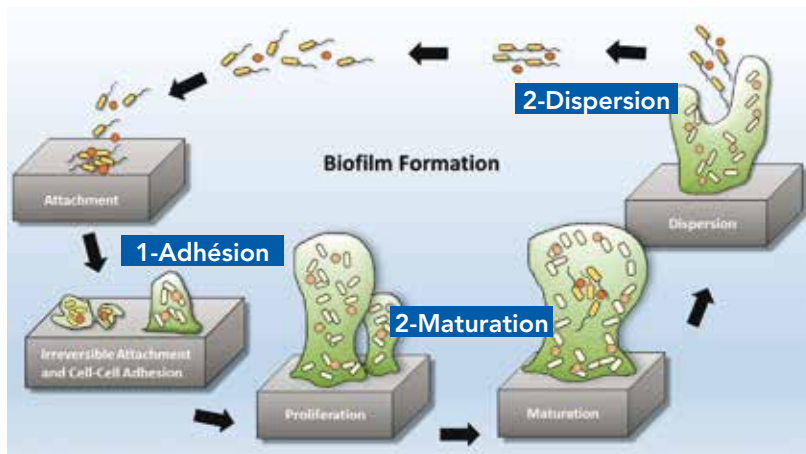 2-Dispersion
Biofilm Formation
Attachment
Dispersion
1-Adhésion
2-Maturation
Irreversible Attachment
and Cell-Cell Adhesion
Proliferation
Maturation